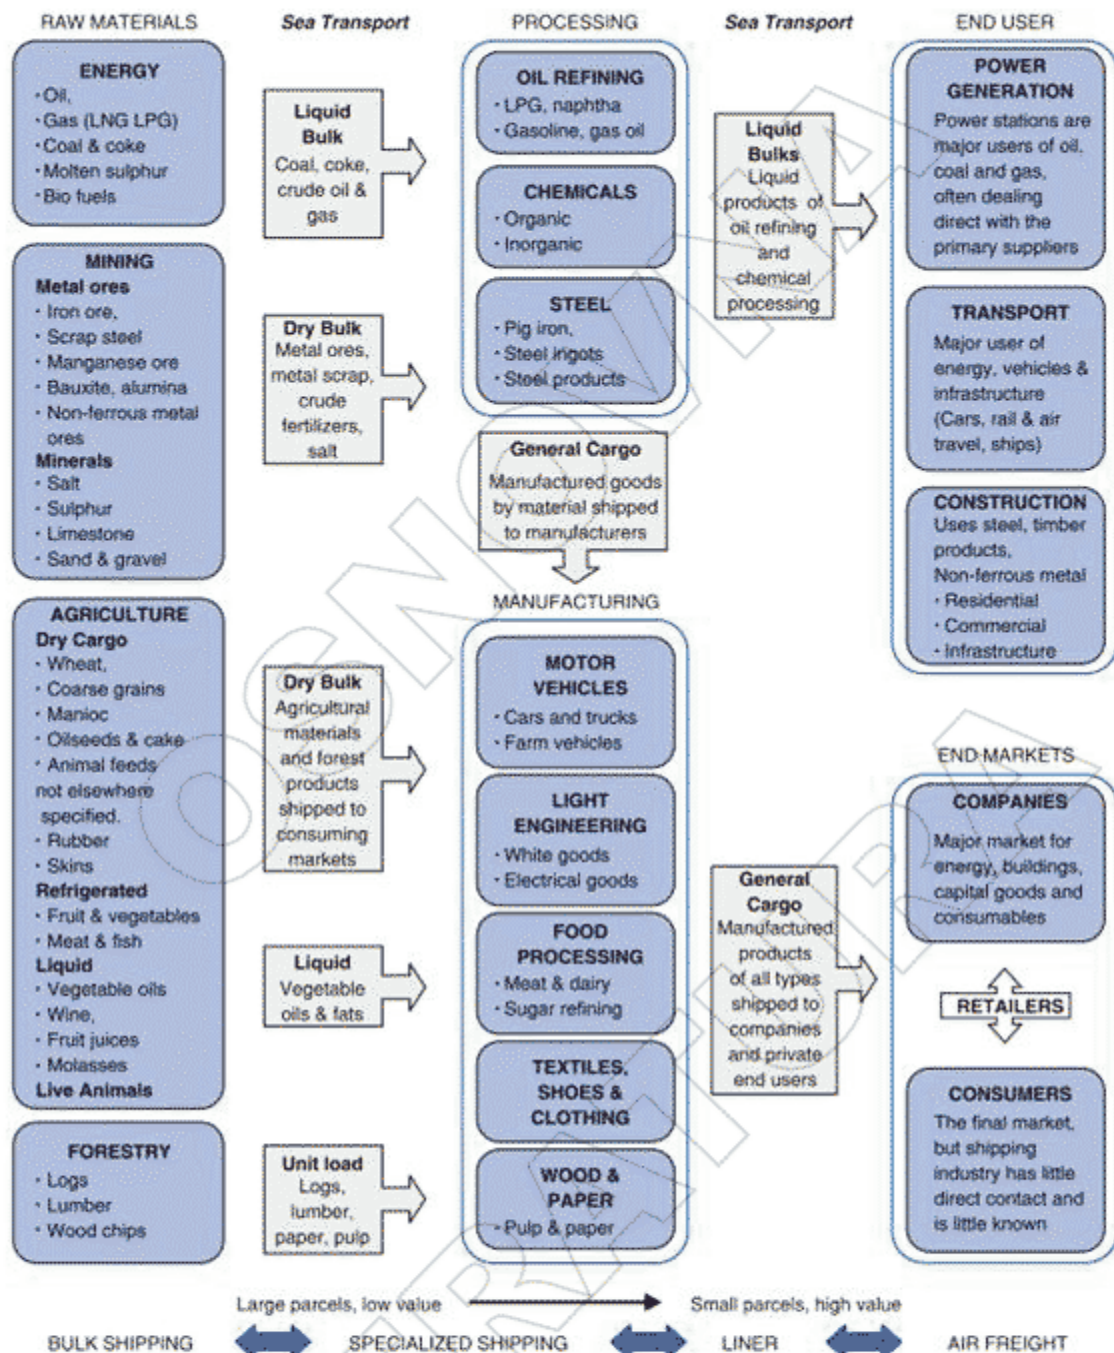 RAW MATERIALS
ENERGY
· Oil,
· Gas (LNG LPG)
· Coal & coke
· Molten sulphur
· Bio fuels
MINING
Metal ores
· Iron ore,
· Scrap steel
· Manganese ore
· Bauxite, alumina
· Non-ferrous metal
ores
Minerals
· Salt
· Sulphur
· Limestone
· Sand & gravel
AGRICULTURE
Dry Cargo
· Wheat,
· Coarse grains
· Manioc
· Oilseeds & cake
· Animal feeds
not elsewhere
specified.
· Rubber
· Skins
Refrigerated
· Fruit & vegetables
· Meat & fish
Liquid
· Vegetable oils
· Wine,
· Fruit juices
· Molasses
Live Animals
FORESTRY
· Logs
· Lumber
· Wood chips
Sea Transport
Liquid
Bulk
Coal, coke,
crude oil &
gas
Dry Bulk
Metal ores,
metal scrap,
crude
fertilizers,
salt
Dry Bulk
Agricultural
materials
and forest
products
shipped to
consuming
markets
Liquid
Vegetable
oils & fats
Unit load
Logs,
lumber,
paper, pulp
PROCESSING
OIL REFINING
· LPG, naphtha
· Gasoline, gas oil
CHEMICALS
· Organic
· Inorganic
STEEL
· Pig iron,
· Steel ingots
· Steel products
General Cargo
Manufactured goods
by material shipped
to manufacturers
MANUFACTURING
MOTOR
VEHICLES
· Cars and trucks
· Farm vehicles
LIGHT
ENGINEERING
· White goods
· Electrical goods
FOOD
PROCESSING
· Meat & dairy
· Sugar refining
TEXTILES,
SHOES &
CLOTHING
WOOD &
PAPER
· Pulp & paper
Sea Transport
Liquid
Bulks
Liquid
products of
oil refining
and
chemical
processing
General
Cargo
Manufactured
products
of all types
shipped to
companies
and private
end users
END USER
POWER
GENERATION
Power stations are
major users of oil,
coal and gas,
often dealing
direct with the
primary suppliers
TRANSPORT
Major user of
energy, vehicles &
infrastructure
(Cars, rail & air
travel, ships)
CONSTRUCTION
Uses steel, timber
products,
Non-ferrous metal
· Residential
· Commercial
· Infrastructure
END MARKETS
COMPANIES
Major market for
energy, buildings,
capital goods and
consumables
RETAILERS
CONSUMERS
The final market,
but shipping
industry has little
direct contact and
is little known
Large parcels, low value
Small parcels, high value
BULK SHIPPING
SPECIALIZED SHIPPING
LINER
AIR FREIGHT